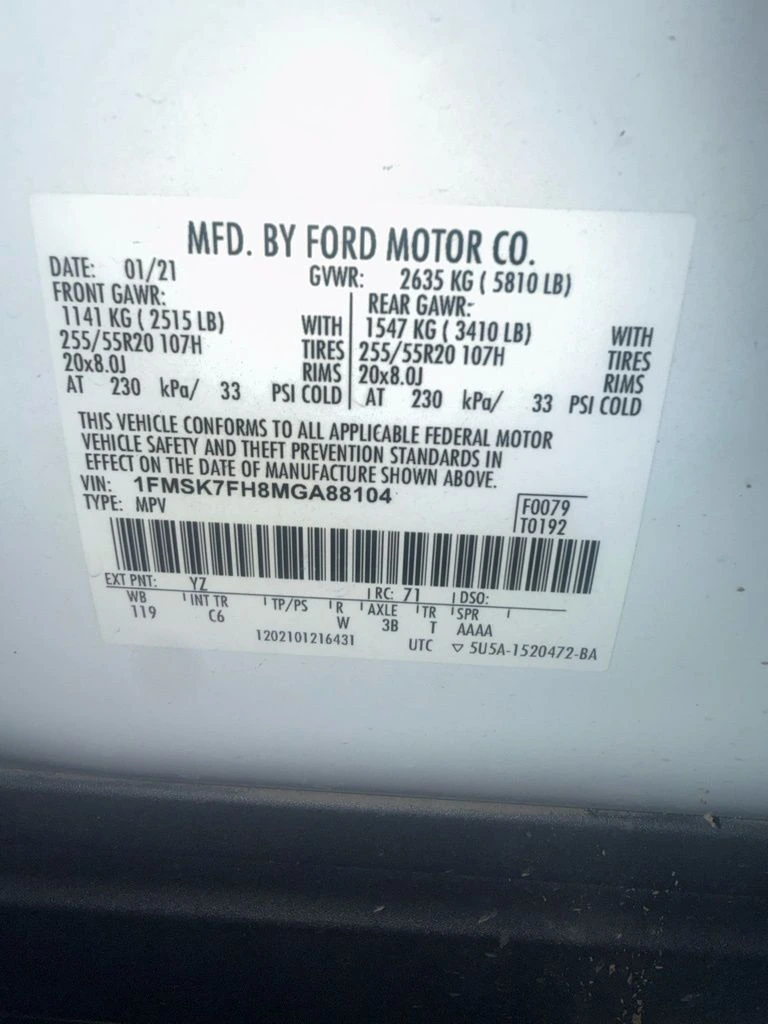 MFD. BY FORD MOTOR CO.
DATE: 01/21 GVWR: 2635 KG ( 5810 LB)
FRONT GAWR: REAR GAWR:
1141 KG ( 2515 LB) WITH 1547 KG ( 3410 LB) WITH
255/55R20 107H TIRES 255/55R20 107H TIRES
20x8.0J RIMS 20x8.0J RIMS
AT 230 kPa/ 33 PSI COLD AT 230 kPa/ 33 PSI COLD
THIS VEHICLE CONFORMS TO ALL APPLICABLE FEDERAL MOTOR
VEHICLE SAFETY AND THEFT PREVENTION STANDARDS IN
EFFECT ON THE DATE OF MANUFACTURE SHOWN ABOVE.
VIN: 1FMSK7FH8MGA88104 F0079
TYPE: MPV T0192
EXT PNT: YZ RC: 71 DSO:
WB INT TR TP/PS R AXLE TR SPR
119 C6 W 3B T AAAA
1202101216431 UTC ▽ 5U5A-1520472-BA